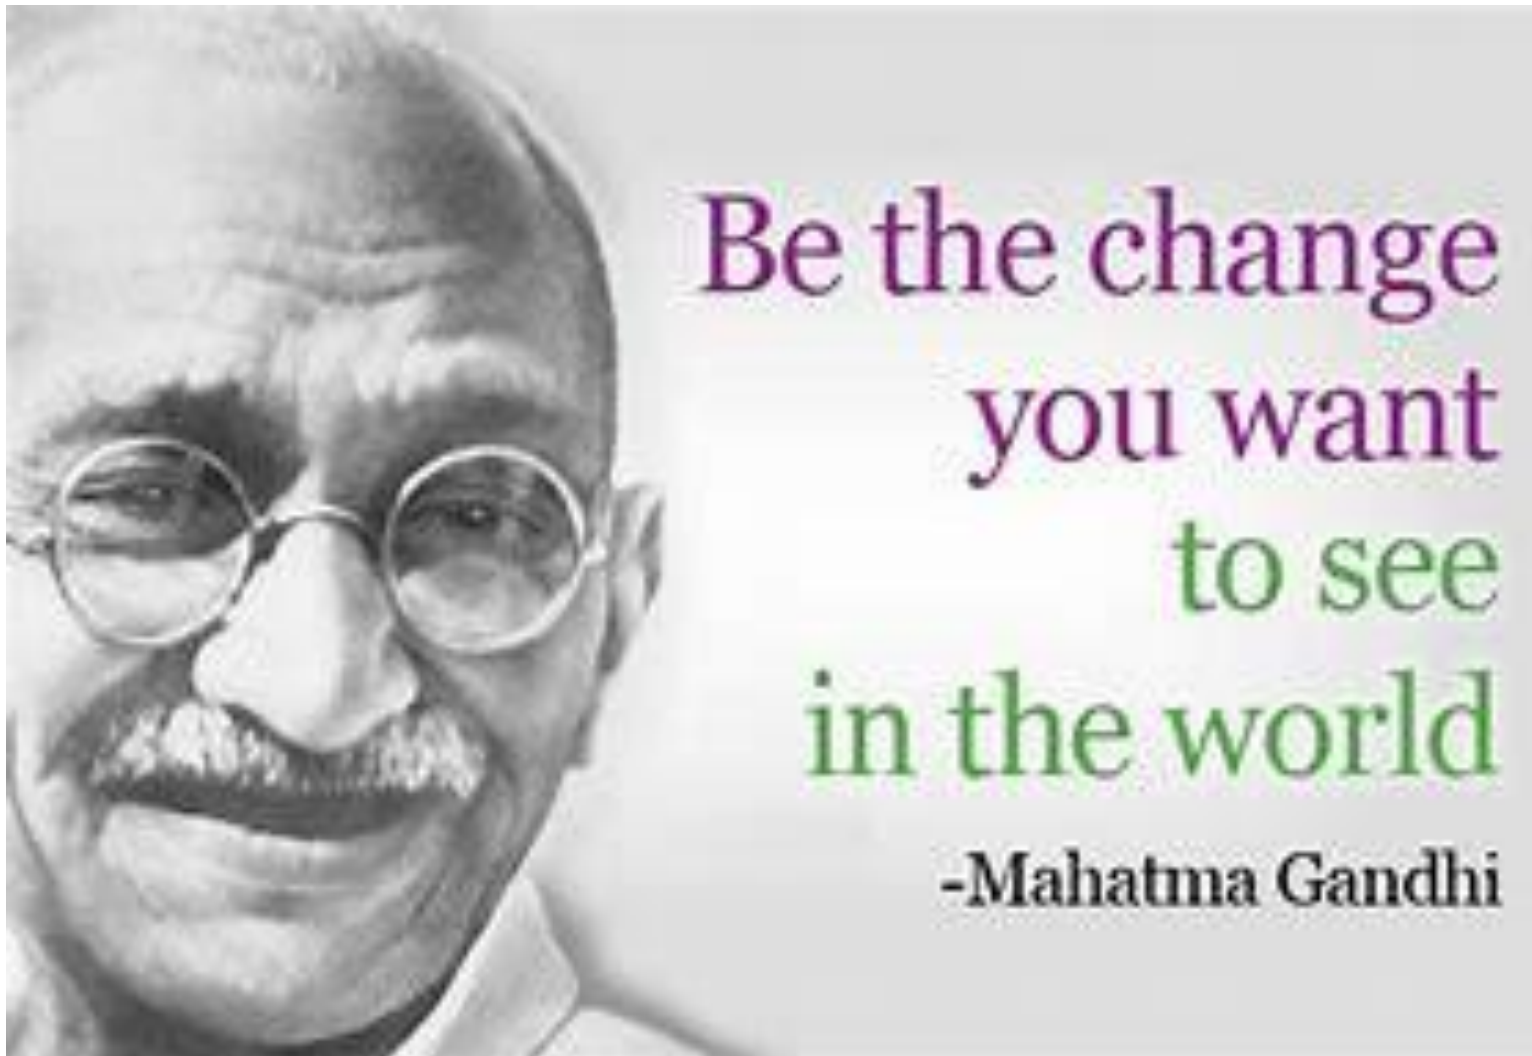 Be the change
you want
to see
in the world
-Mahatma Gandhi